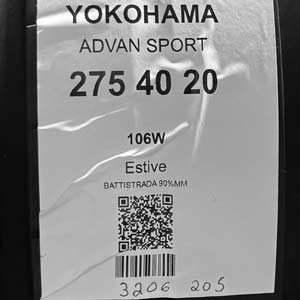 YOKOHAMA
ADVAN SPORT
275 40 20
106W
Estive
BATTISTRADA 90%MM
3206 205